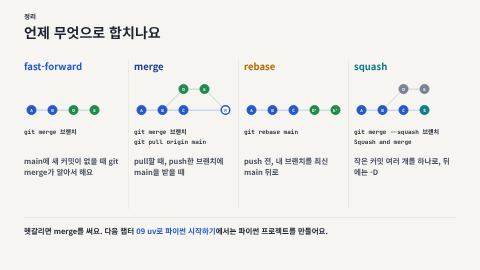 정리
언제 무엇으로 합치나요
fast-forward
A B D E
git merge 브랜치
main에 새 커밋이 없을 때 git
merge가 알아서 해요
merge
D E
A B C M
git merge 브랜치
git pull origin main
pull할 때, push한 브랜치에
main을 받을 때
rebase
A B C D' E'
git rebase main
push 전, 내 브랜치를 최신
main 뒤로
squash
D E
A B C S
git merge --squash 브랜치
Squash and merge
작은 커밋 여러 개를 하나로, 뒤
에는 -D
헷갈리면 merge를 써요. 다음 챕터 09 uv로 파이썬 시작하기에서는 파이썬 프로젝트를 만들어요.